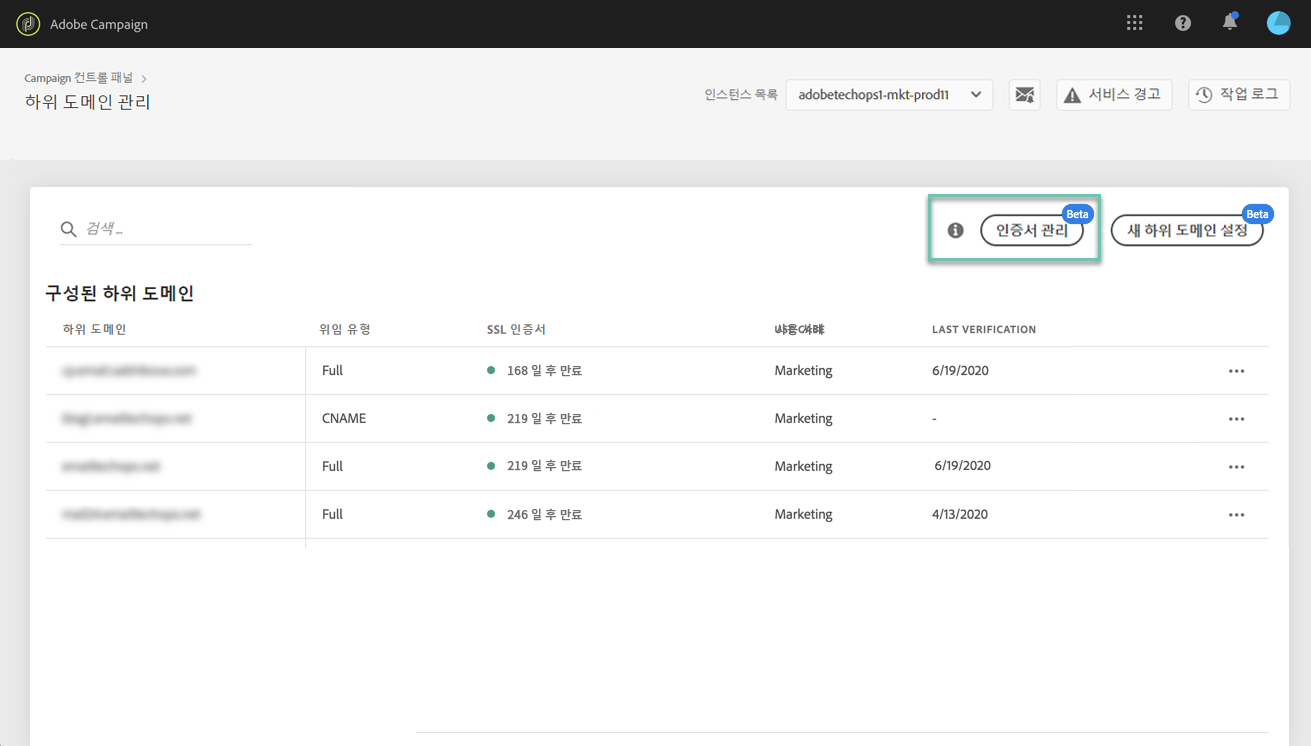 Adobe Campaign
Campaign 컨트롤 패널
하위 도메인 관리
인스턴스 목록
adobetechops1-mkt-prod11
서비스 경고
작업 로그
검색...
인증서 관리
Beta
새 하위 도메인 설정
Beta
구성된 하위 도메인
하위 도메인 위임 유형 SSL 인증서 LAST VERIFICATION
Full 168 일 후 만료 Marketing 6/19/2020
CNAME 219 일 후 만료 Marketing -
Full 219 일 후 만료 Marketing 6/19/2020
Full 246 일 후 만료 Marketing 4/13/2020